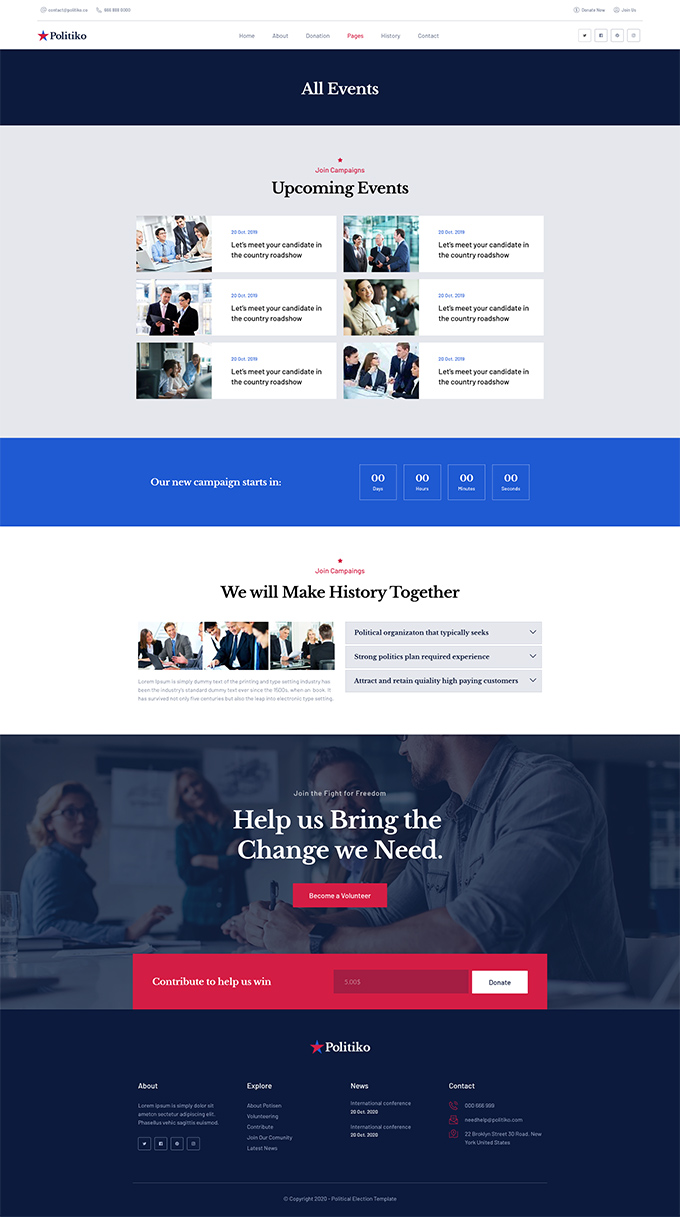 contact@politiko.co 666 888 0000 Donate Now Join Us
Politiko Home About Donation Pages History Contact
All Events
Join Campaigns
Upcoming Events
20 Oct. 2019
Let's meet your candidate in
the country roadshow
20 Oct. 2019
Let's meet your candidate in
the country roadshow
20 Oct. 2019
Let's meet your candidate in
the country roadshow
20 Oct. 2019
Let's meet your candidate in
the country roadshow
20 Oct. 2019
Let's meet your candidate in
the country roadshow
20 Oct. 2019
Let's meet your candidate in
the country roadshow
Our new campaign starts in:
00 00 00 00
Days Hours Minutes Seconds
Join Campaings
We will Make History Together
Lorem Ipsum is simply dummy text of the printing and type setting industry has
been the industry's standard dummy text ever since the 1500s, when an book. It
has survived not only five centuries but also the leap into electronic type setting.
Political organizaton that typically seeks
Strong politics plan required experience
Attract and retain quiality high paying customers
Join the Fight for Freedom
Help us Bring the
Change we Need.
Become a Volunteer
Contribute to help us win
5.00$
Donate
Politiko
About
Lorem ipsum is simply dolor sit
ametcon sectetur adipiscing elit.
Phasellus vehic sagittis euismod.
Explore
About Potisen
Volunteering
Contribute
Join Our Comunity
Latest News
News
International conference
20 Oct. 2020
International conference
20 Oct. 2020
Contact
000 666 999
needhelp@politiko.com
22 Broklyn Street 30 Road. New
York United States
© Copyright 2020 - Political Election Template